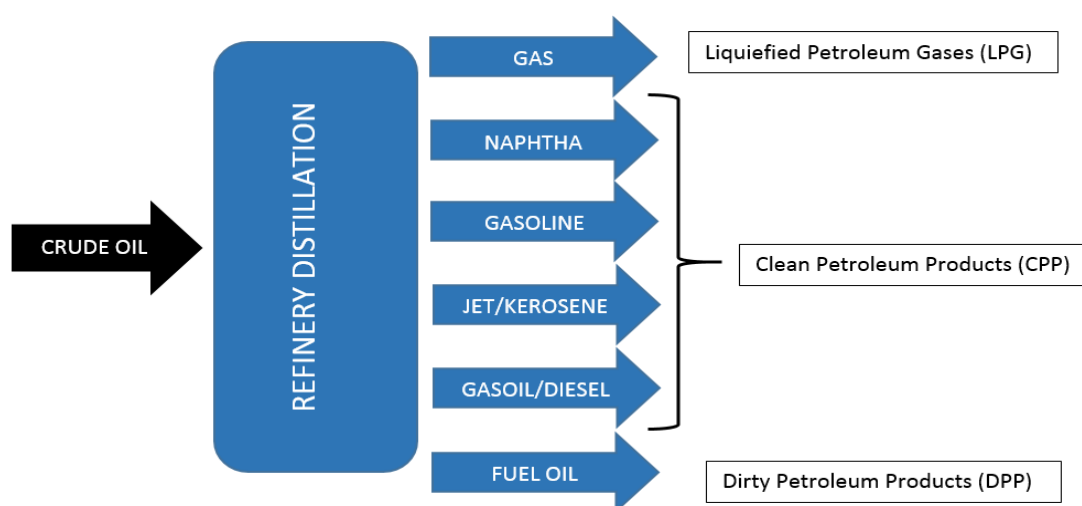 CRUDE OIL
REFINERY DISTILLATION
GAS
Liquiefied Petroleum Gases (LPG)
NAPHTHA
GASOLINE
JET/KEROSENE
GASOIL/DIESEL
Clean Petroleum Products (CPP)
FUEL OIL
Dirty Petroleum Products (DPP)